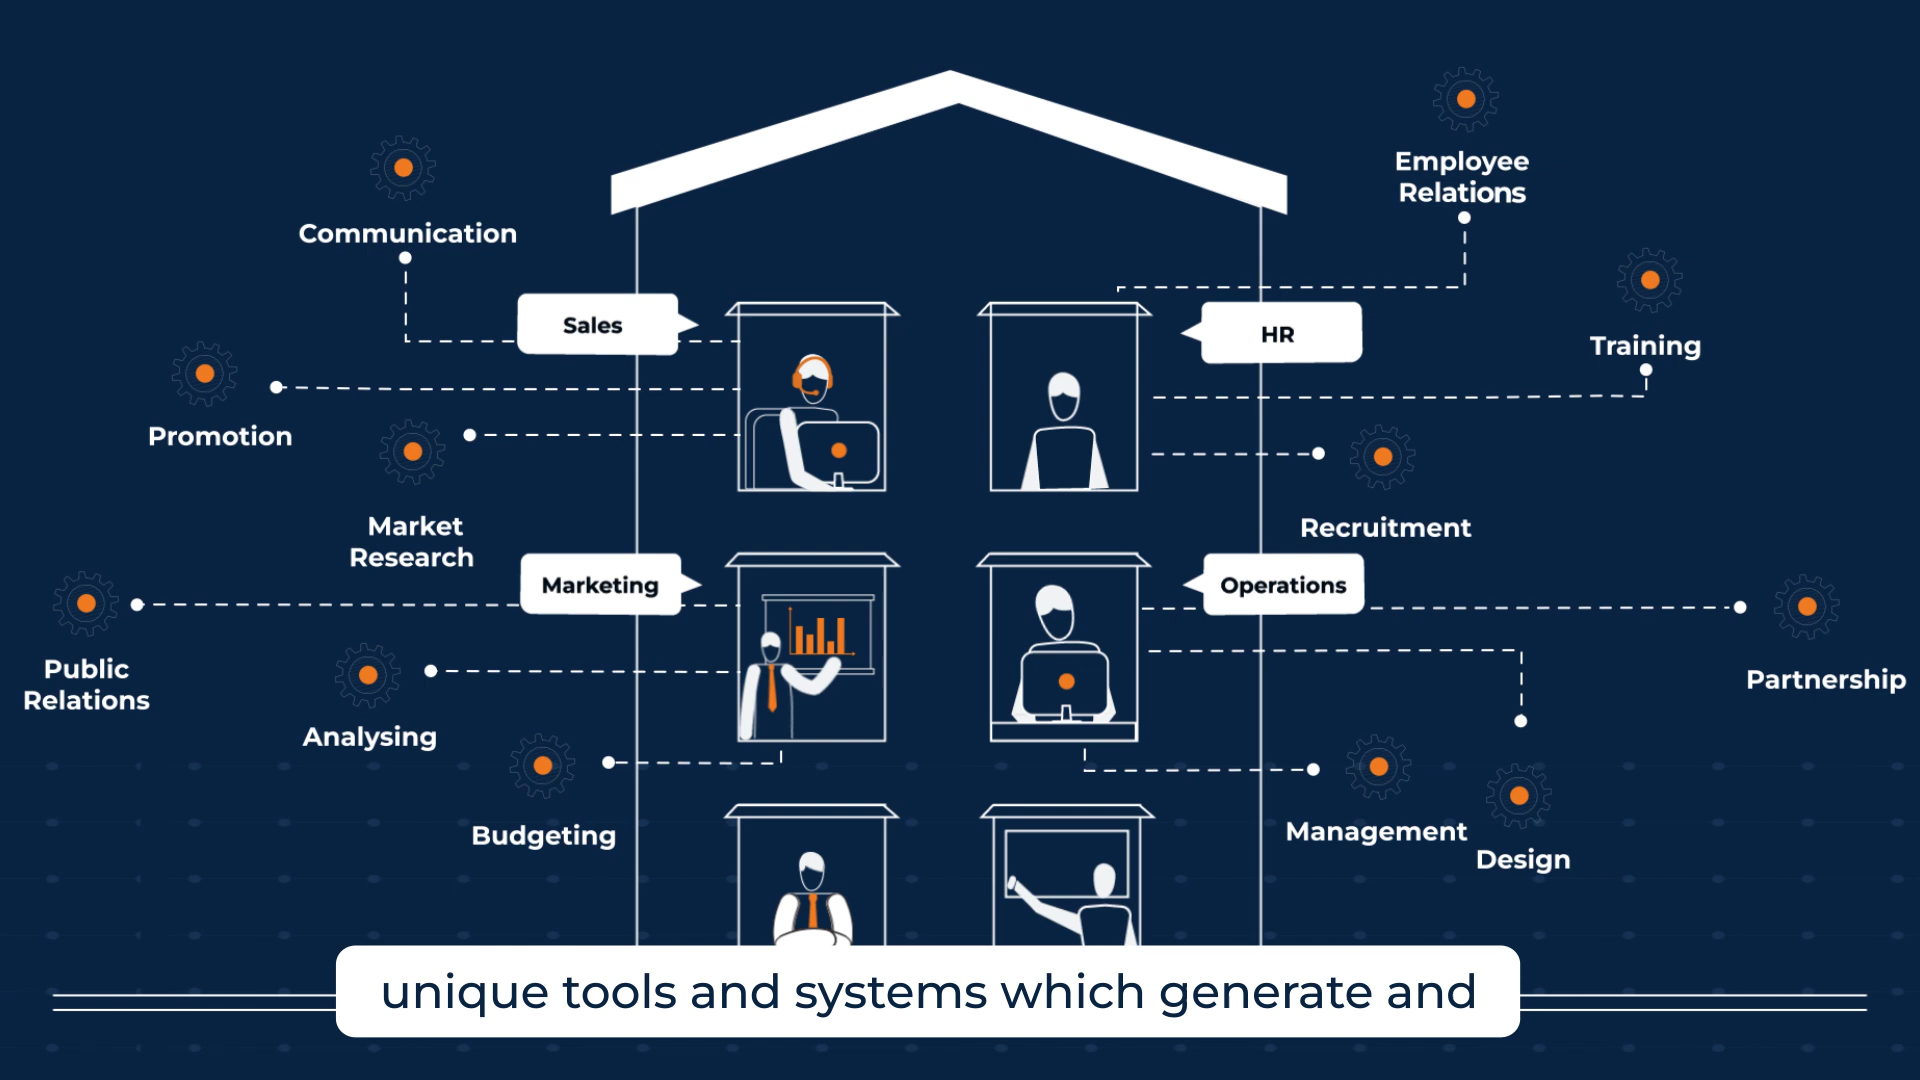 Employee
Relations
Communication
Sales
HR
Training
Promotion
Market
Research
Recruitment
Marketing
Operations
Public
Relations
Partnership
Analysing
Budgeting
Management
Design
unique tools and systems which generate and